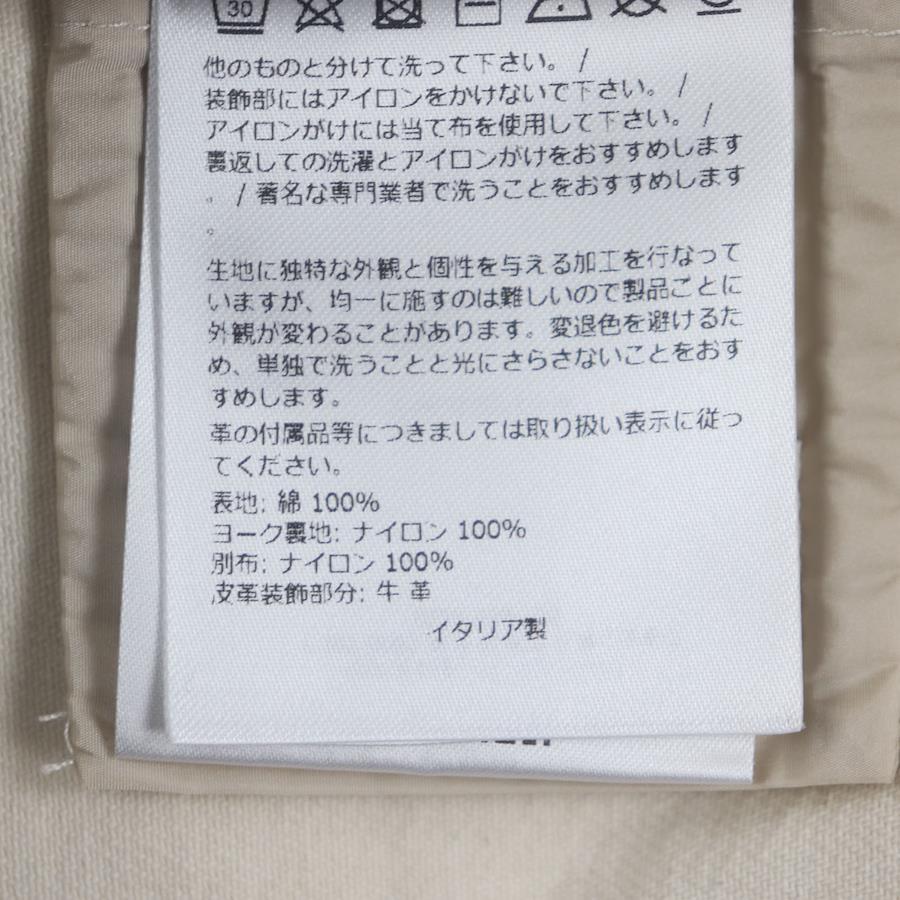 30
他のものと分けて洗って下さい。 /
装飾部にはアイロンをかけないで下さい。 /
アイロンがけには当て布を使用して下さい。 /
裏返しての洗濯とアイロンがけをおすすめします
。 / 著名な専門業者で洗うことをおすすめします
。
生地に独特な外観と個性を与える加工を行なって
いますが、均一に施すのは難しいので製品ごとに
外観が変わることがあります。変退色を避けるた
め、単独で洗うことと光にさらさないことをおす
すめします。
革の付属品等につきましては取り扱い表示に従っ
てください。
表地: 綿 100%
ヨーク裏地: ナイロン 100%
別布: ナイロン 100%
皮革装飾部分: 牛 革
イタリア製